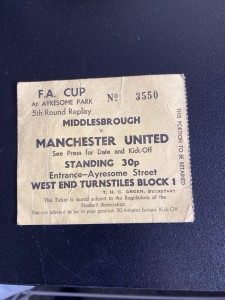 F.A. CUP
At AYRESOME PARK No 3550
5th Round Replay
MIDDLESBROUGH
v.
MANCHESTER UNITED
See Press for Date and Kick-Off
STANDING 30p
Entrance—Ayresome Street
WEST END TURNSTILES BLOCK 1
T. H. C. GREEN, Secretary
This Ticket is issued subject to the Regulations of the
Football Association
You are advised to be in your position 30 minutes before Kick-off
THIS PORTION TO BE RETAINED